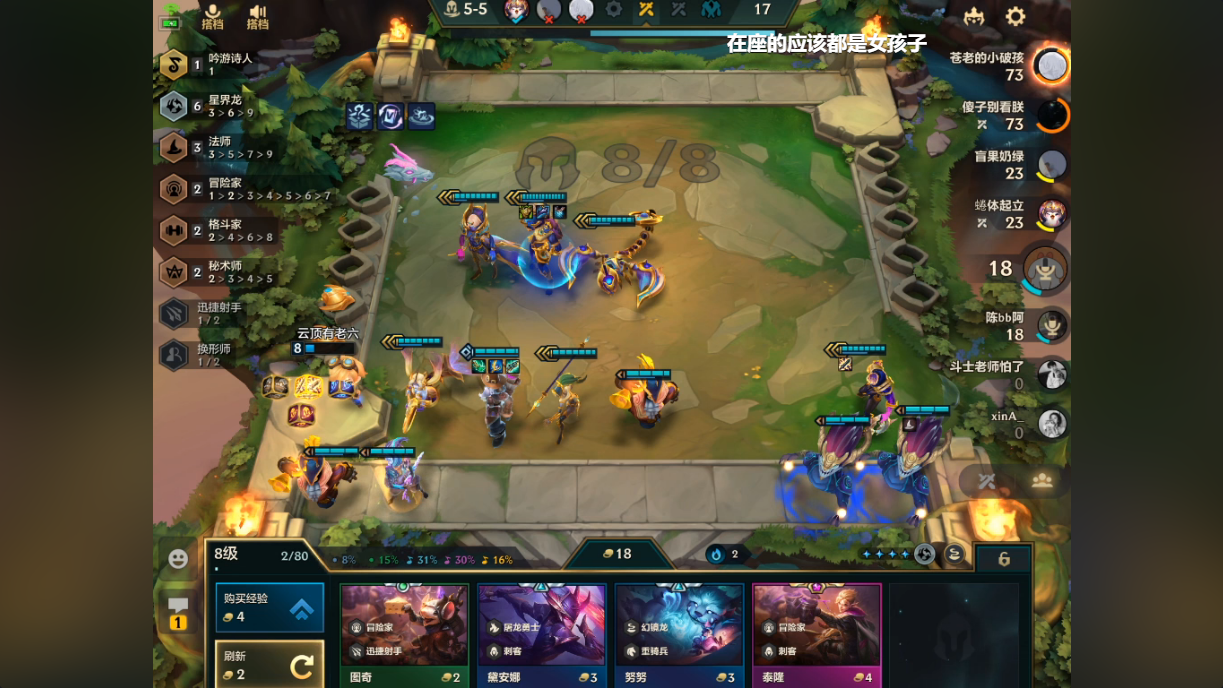 5-5
17
搭档
搭档
在座的应该都是女孩子
1
吟游诗人
1
6
星界龙
3 > 6 > 9
3
法师
3 > 5 > 7 > 9
2
冒险家
1 > 2 > 3 > 4 > 5 > 6 > 7
2
格斗家
2 > 4 > 6 > 8
2
秘术师
2 > 3 > 4 > 5
迅捷射手
1 / 2
换形师
1 / 2
8/8
云顶有老六
8
苍老的小破孩
73
傻子别看朕
73
盲果奶绿
23
蜷体起立
23
18
陈bb阿
18
斗士老师怕了
0
xinA_
0
8级
2/80
8%
15%
31%
30%
16%
18
2
6
购买经验
4
刷新
2
1
冒险家
迅捷射手
图奇
2
屠龙勇士
刺客
黛安娜
3
幻镜龙
重骑兵
努努
3
冒险家
刺客
泰隆
4